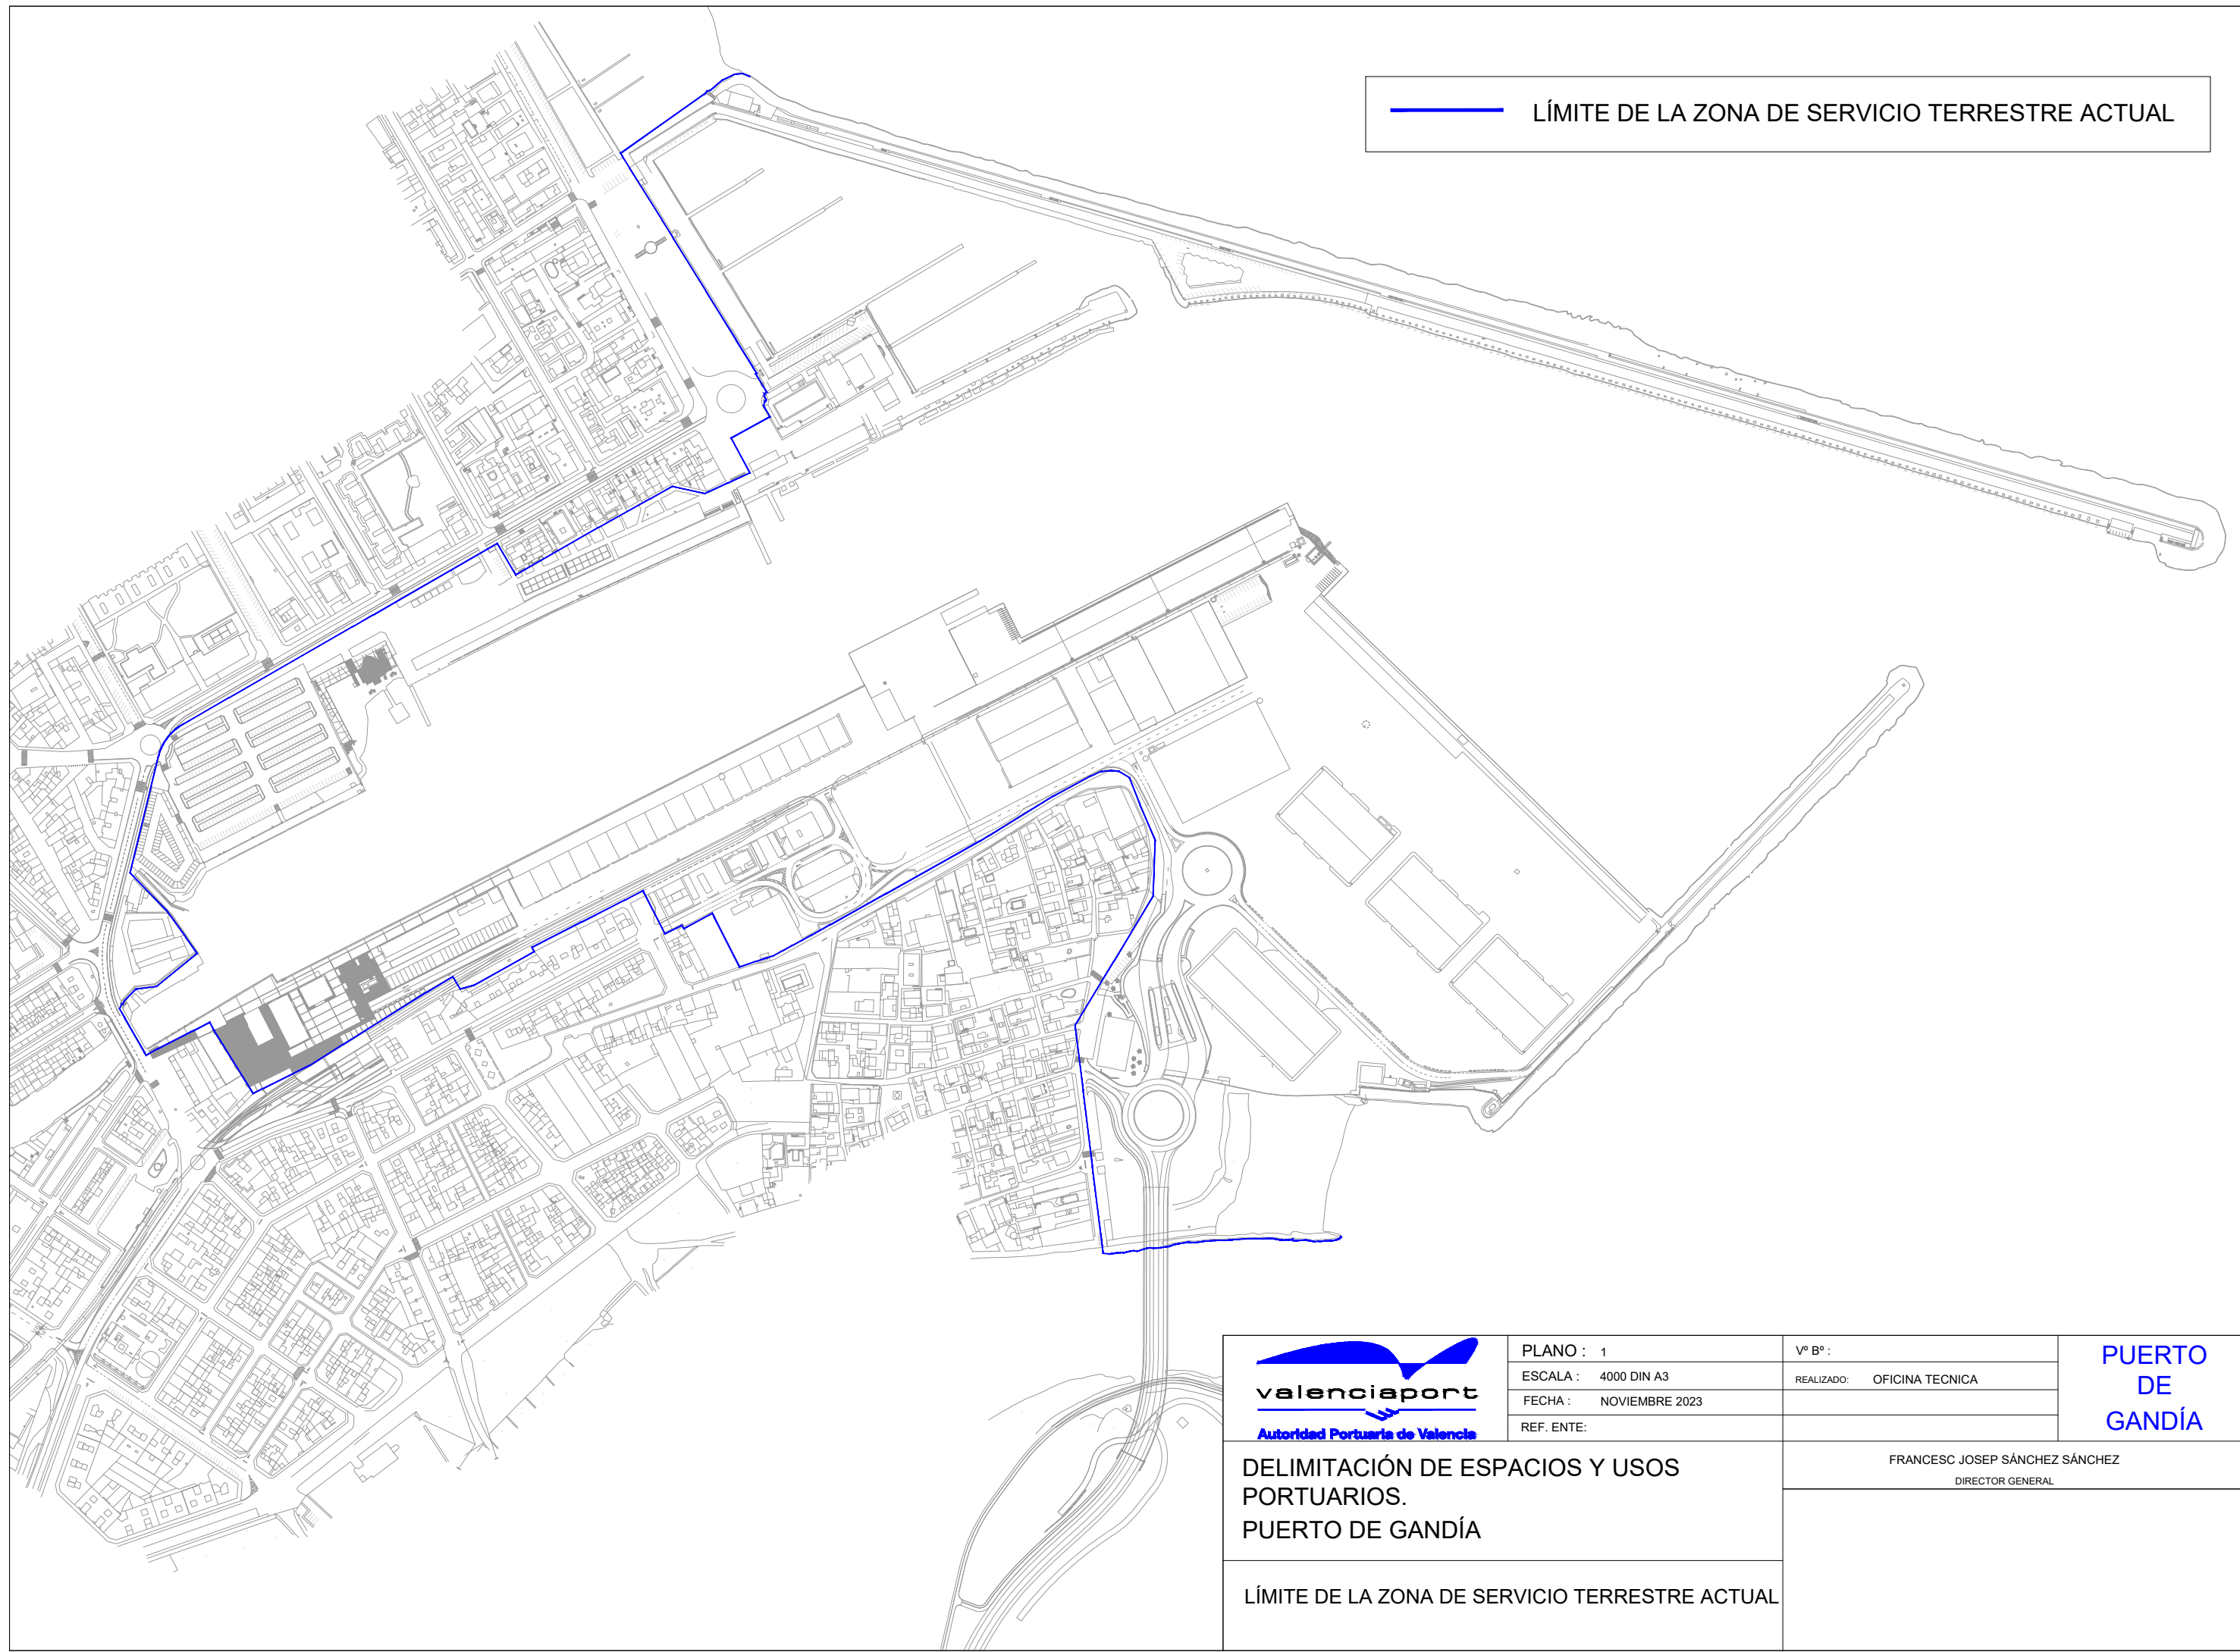 LÍMITE DE LA ZONA DE SERVICIO TERRESTRE ACTUAL
valenciaport
Autoridad Portuaria de Valencia
PLANO : 1
ESCALA : 4000 DIN A3
FECHA : NOVIEMBRE 2023
REF. ENTE:
Vº Bº :
REALIZADO: OFICINA TECNICA
PUERTO
DE
GANDÍA
DELIMITACIÓN DE ESPACIOS Y USOS
PORTUARIOS.
PUERTO DE GANDÍA
FRANCESC JOSEP SÁNCHEZ SÁNCHEZ
DIRECTOR GENERAL
LÍMITE DE LA ZONA DE SERVICIO TERRESTRE ACTUAL